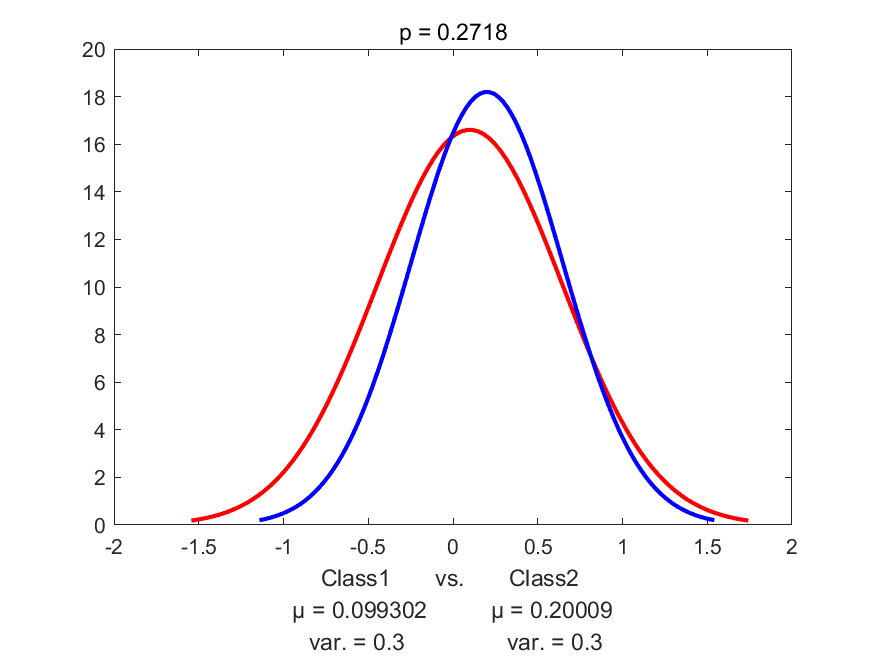 p = 0.2718
20
18
16
14
12
10
8
6
4
2
0
-2 -1.5 -1 -0.5 0 0.5 1 1.5 2
Class1 vs. Class2
μ = 0.099302 μ = 0.20009
var. = 0.3 var. = 0.3